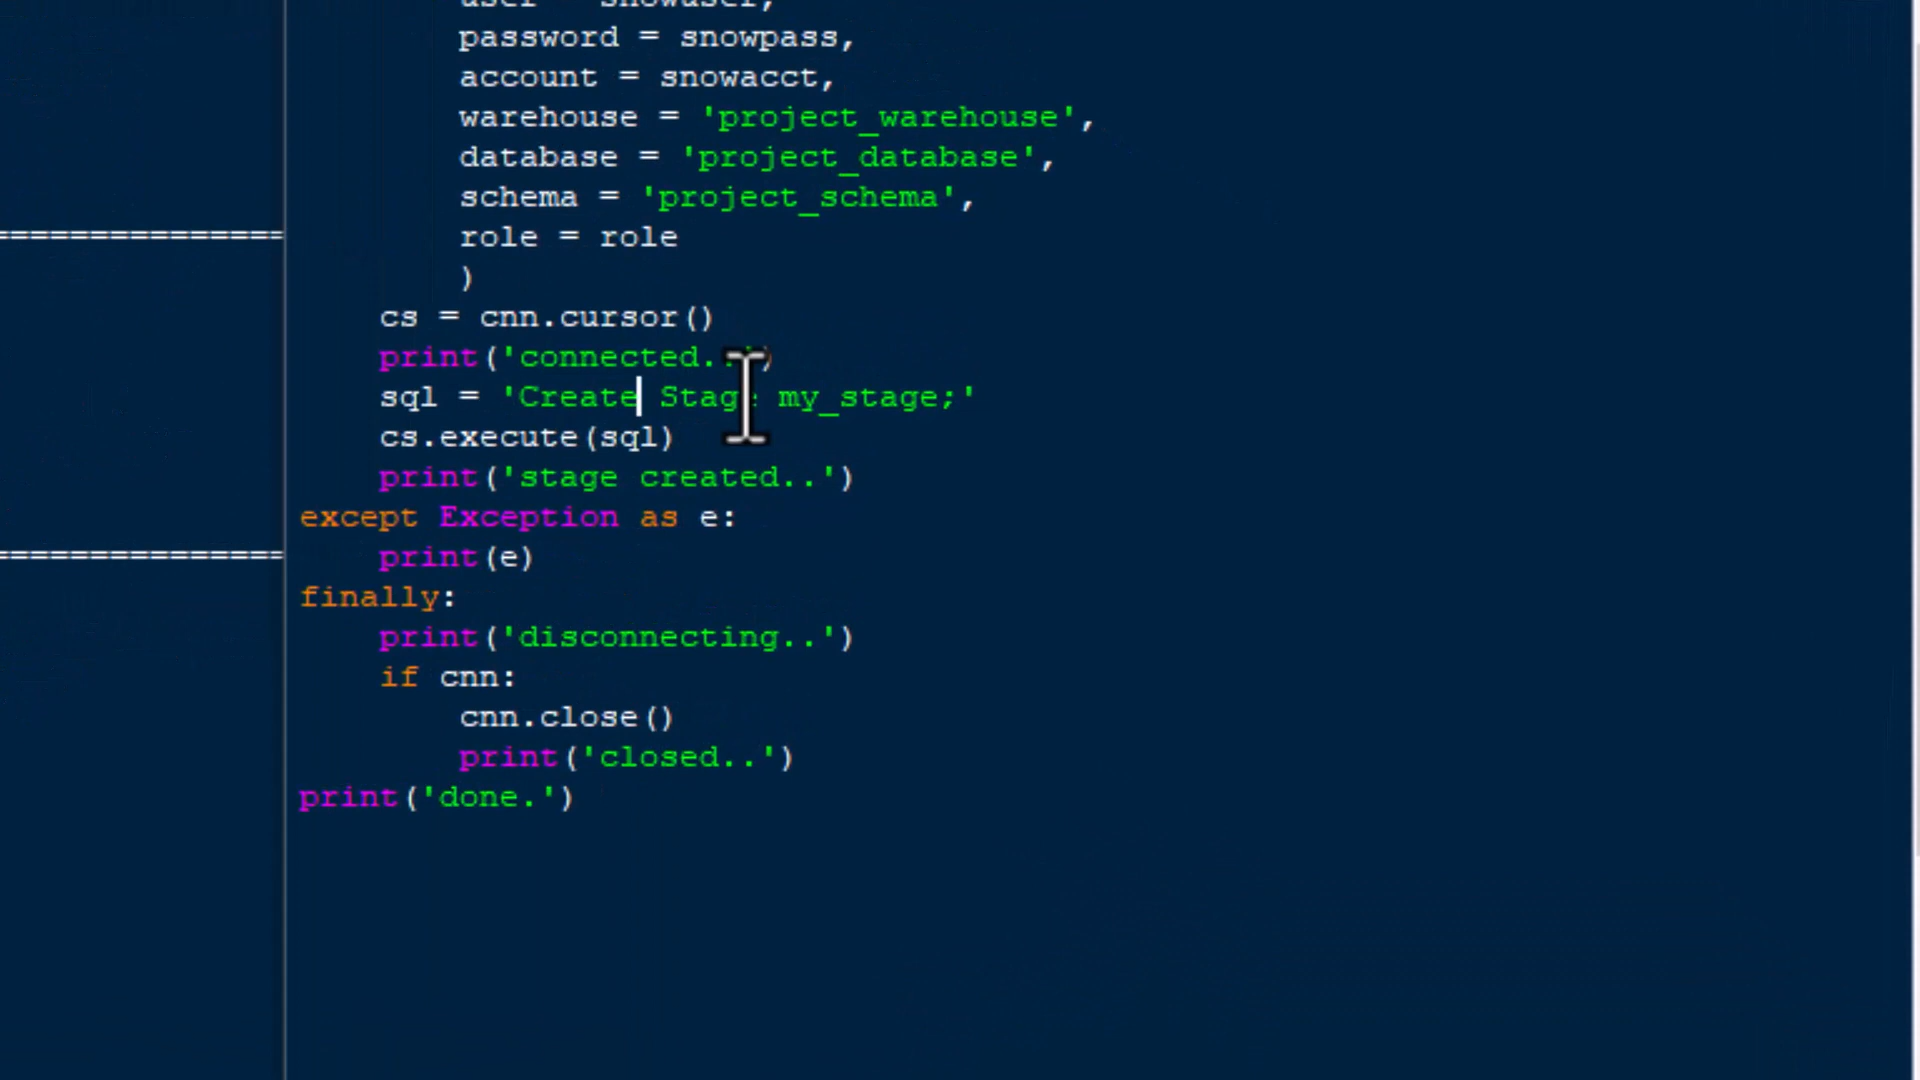 password = snowpass,
account = snowacct,
warehouse = 'project_warehouse',
database = 'project_database',
schema = 'project_schema',
===============
role = role
)
cs = cnn.cursor()
print('connected..')
sql = 'Create Stage my_stage;'
cs.execute(sql)
print('stage created..')
except Exception as e:
===============
print(e)
finally:
print('disconnecting..')
if cnn:
cnn.close()
print('closed..')
print('done.')